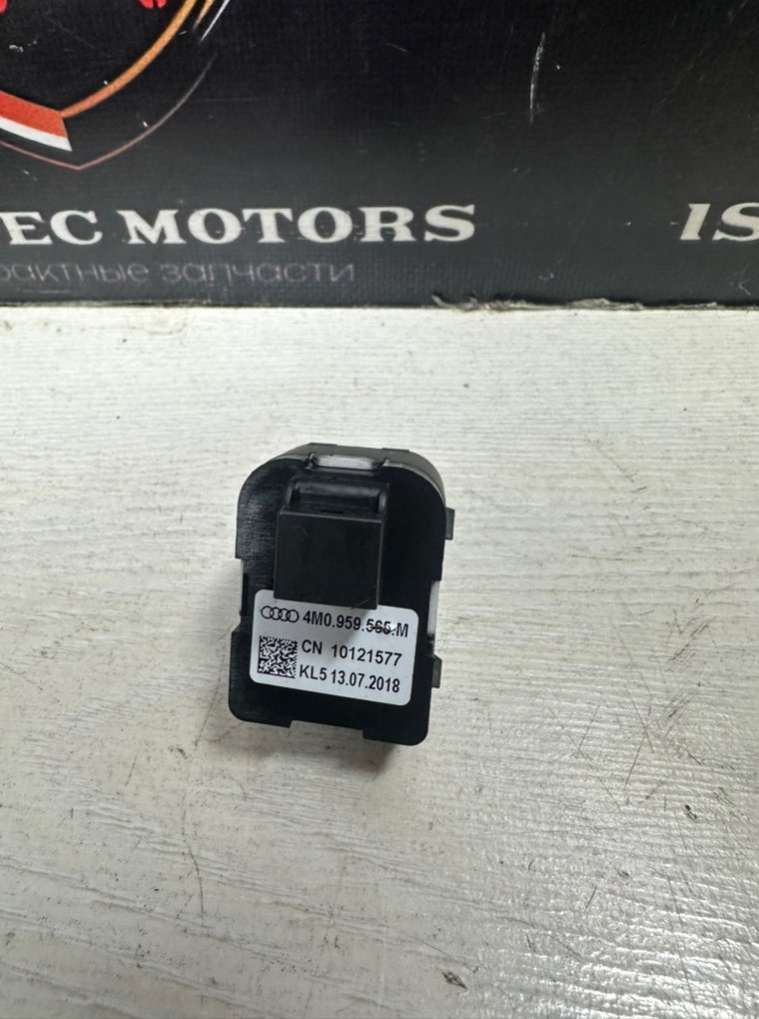 EC MOTORS
IS
рактные запчасти
4M0.959.565.M
CN 10121577
KL5 13.07.2018